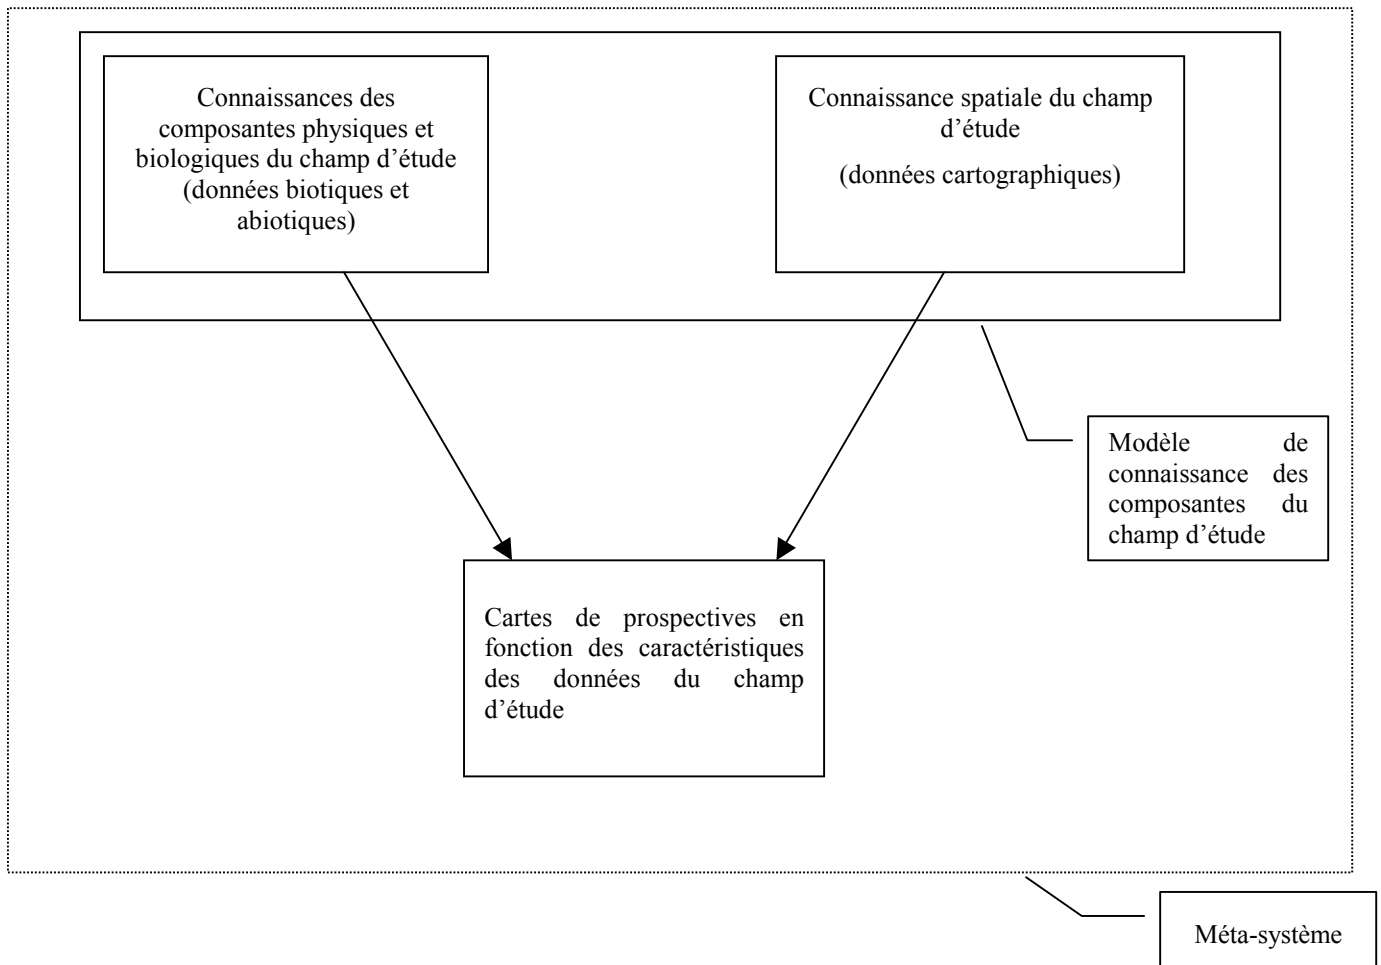 Connaissances des
composantes physiques et
biologiques du champ d’étude
(données biotiques et
abiotiques)
Connaissance spatiale du champ
d’étude
(données cartographiques)
Modèle de
connaissance des
composantes du
champ d’étude
Cartes de prospectives en
fonction des caractéristiques
des données du champ
d’étude
Méta-système